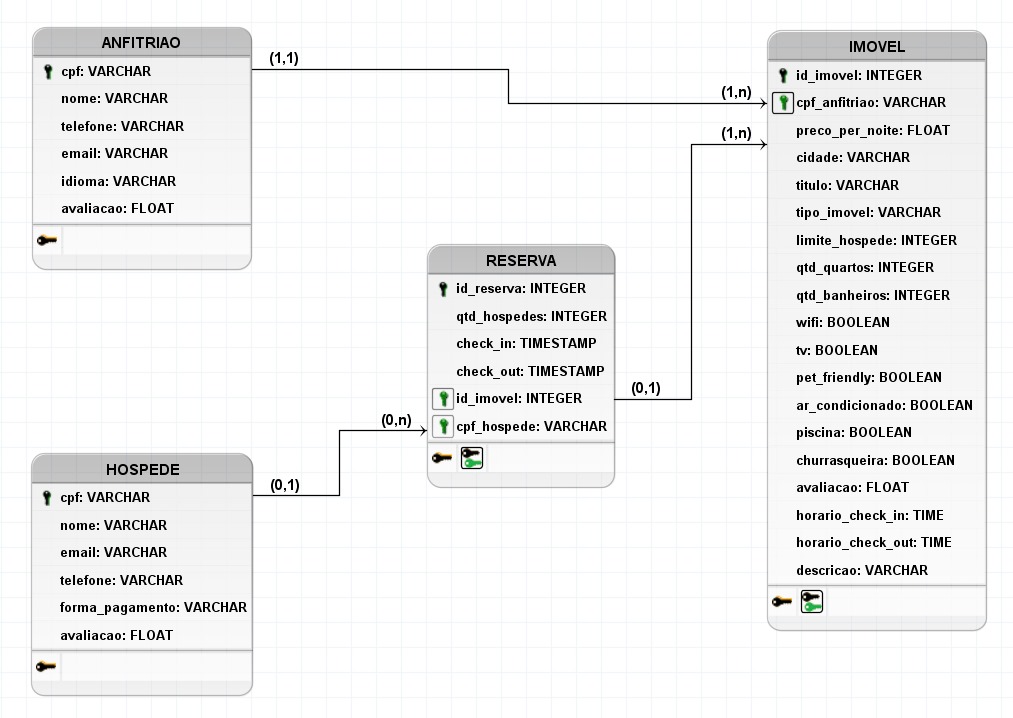 ANFITRIAO
cpf: VARCHAR
nome: VARCHAR
telefone: VARCHAR
email: VARCHAR
idioma: VARCHAR
avaliacao: FLOAT
(1,1)
(1,n)
(1,n)
IMOVEL
id_imovel: INTEGER
cpf_anfitriao: VARCHAR
preco_per_noite: FLOAT
cidade: VARCHAR
titulo: VARCHAR
tipo_imovel: VARCHAR
limite_hospede: INTEGER
qtd_quartos: INTEGER
qtd_banheiros: INTEGER
wifi: BOOLEAN
tv: BOOLEAN
pet_friendly: BOOLEAN
ar_condicionado: BOOLEAN
piscina: BOOLEAN
churrasqueira: BOOLEAN
avaliacao: FLOAT
horario_check_in: TIME
horario_check_out: TIME
descricao: VARCHAR
RESERVA
id_reserva: INTEGER
qtd_hospedes: INTEGER
check_in: TIMESTAMP
check_out: TIMESTAMP
id_imovel: INTEGER
cpf_hospede: VARCHAR
(0,1)
(0,n)
(0,1)
HOSPEDE
cpf: VARCHAR
nome: VARCHAR
email: VARCHAR
telefone: VARCHAR
forma_pagamento: VARCHAR
avaliacao: FLOAT